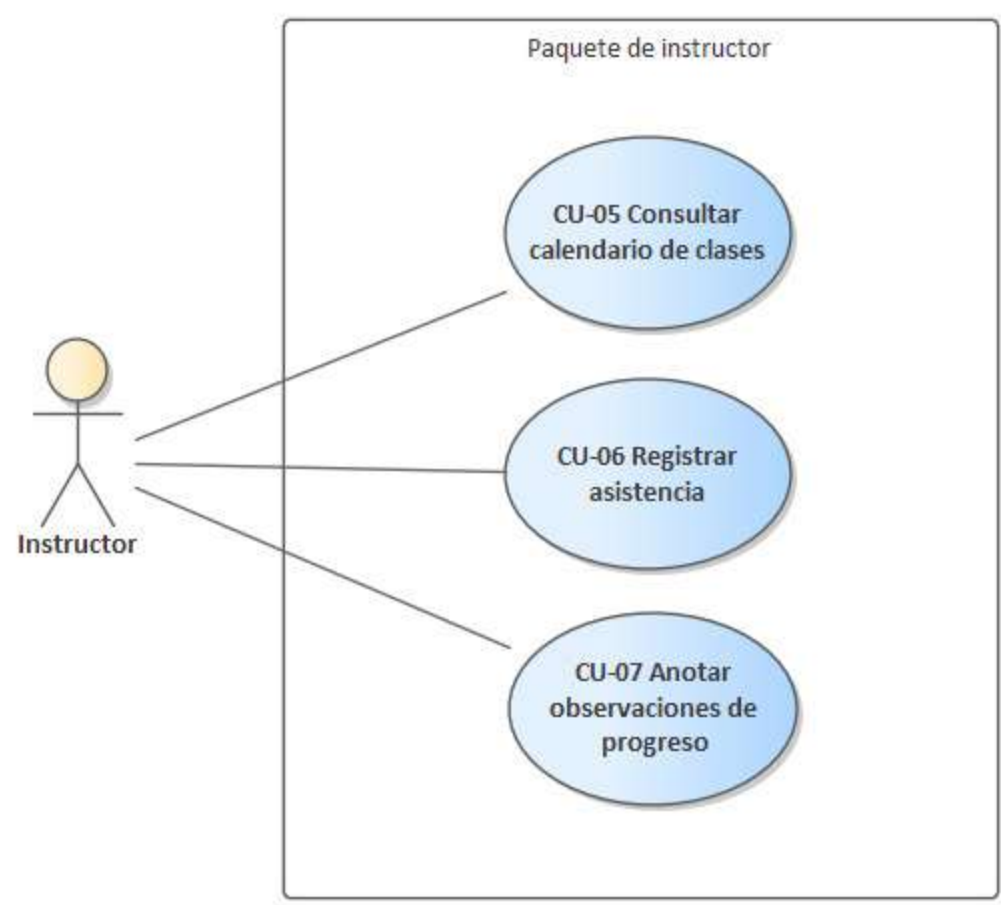 Paquete de instructor
CU-05 Consultar
calendario de clases
CU-06 Registrar
asistencia
Instructor
CU-07 Anotar
observaciones de
progreso